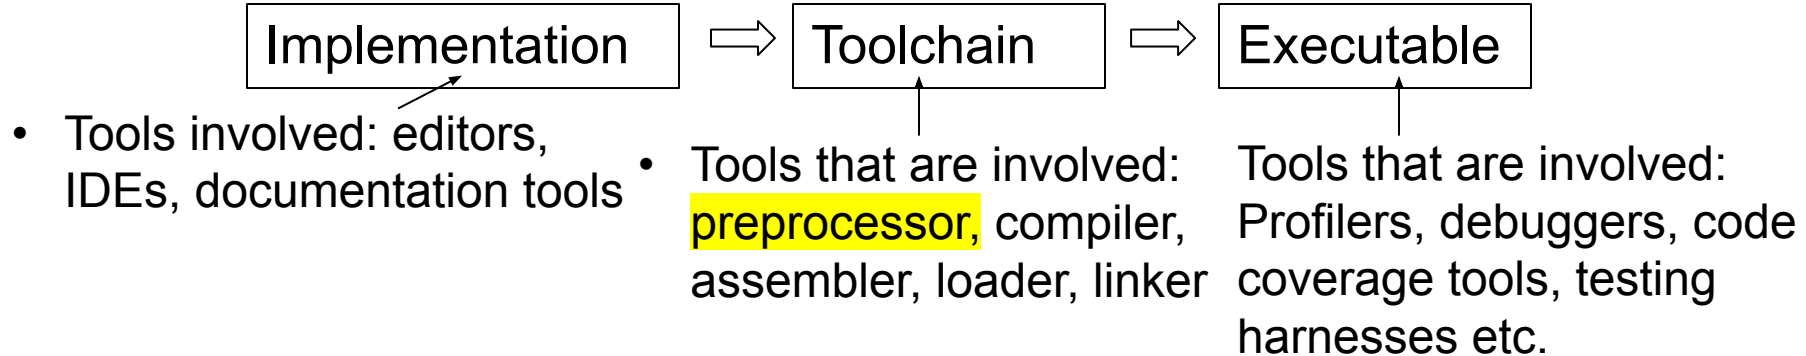 Implementation
Toolchain
Executable
• Tools involved: editors,
IDEs, documentation tools
• Tools that are involved:
preprocessor, compiler,
assembler, loader, linker
Tools that are involved:
Profilers, debuggers, code
coverage tools, testing
harnesses etc.